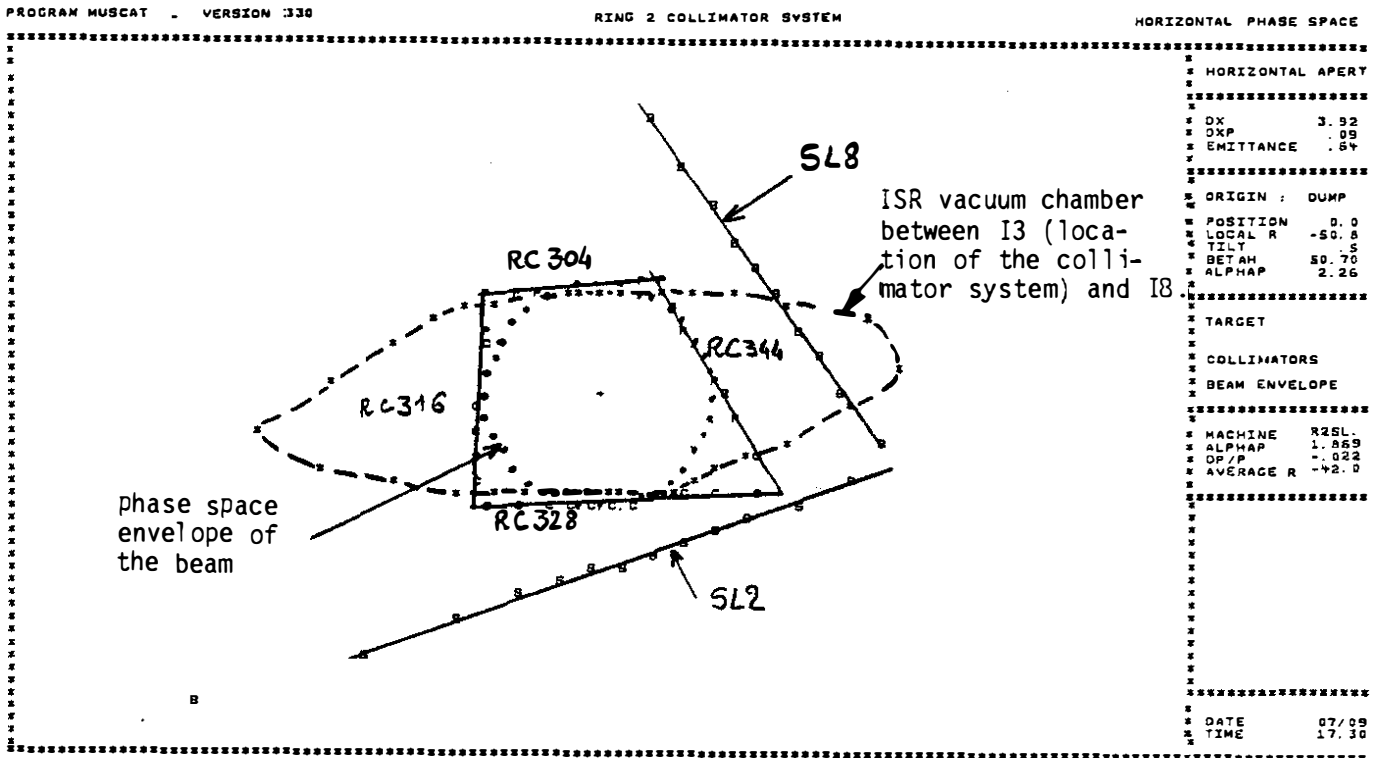 PROGRAM MUSCAT - VERSION :330
RING 2 COLLIMATOR SYSTEM
HORIZONTAL PHASE SPACE
HORIZONTAL APERT
DX 3.92
DXP .09
EMITTANCE .64
ORIGIN : DUMP
POSITION 0.0
LOCAL R -50.8
TILT .5
BETAH 50.70
ALPHAP 2.26
TARGET
COLLIMATORS
BEAM ENVELOPE
MACHINE R2SL.
ALPHAP 1.869
DP/P -.022
AVERAGE R -42.0
DATE 07/09
TIME 17.30
SL8
ISR vacuum chamber
between I3 (loca-
tion of the colli-
mator system) and I8.
RC304
RC344
RC316
phase space
envelope of
the beam
RC328
SL2
B